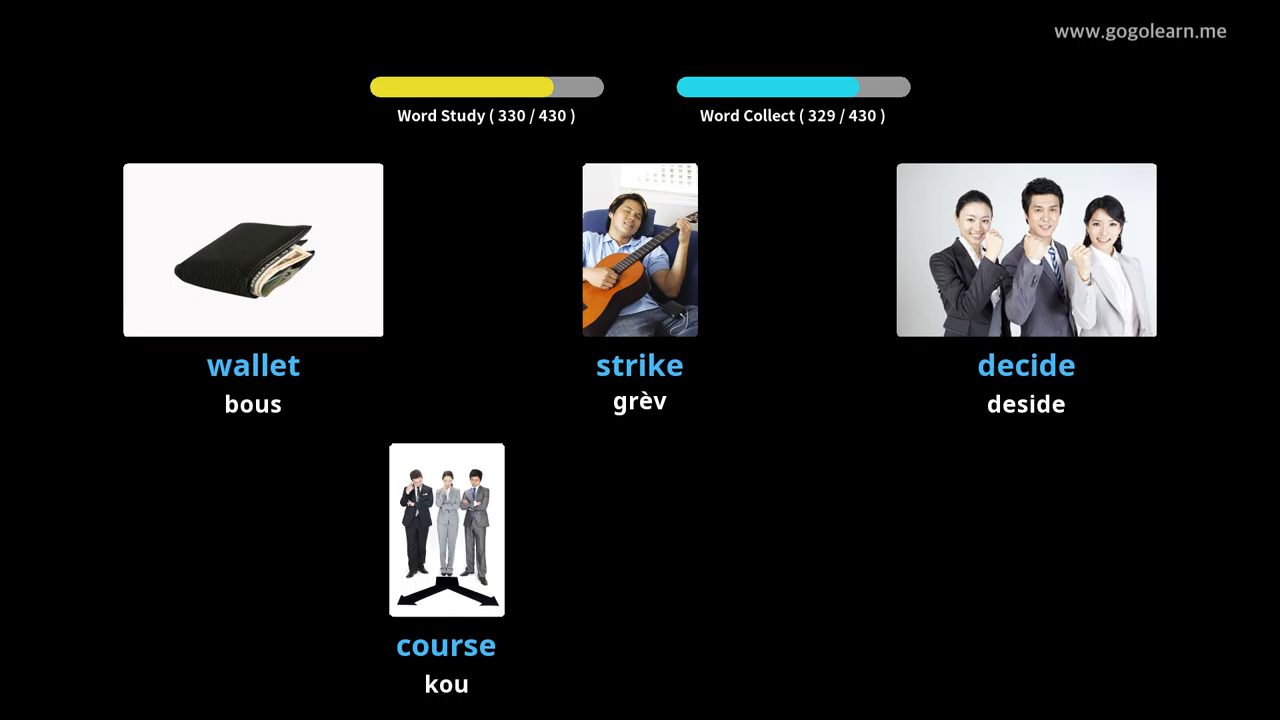 www.gogolearn.me
Word Study ( 330 / 430 )
Word Collect ( 329 / 430 )
wallet
bous
strike
grèv
decide
deside
course
kou